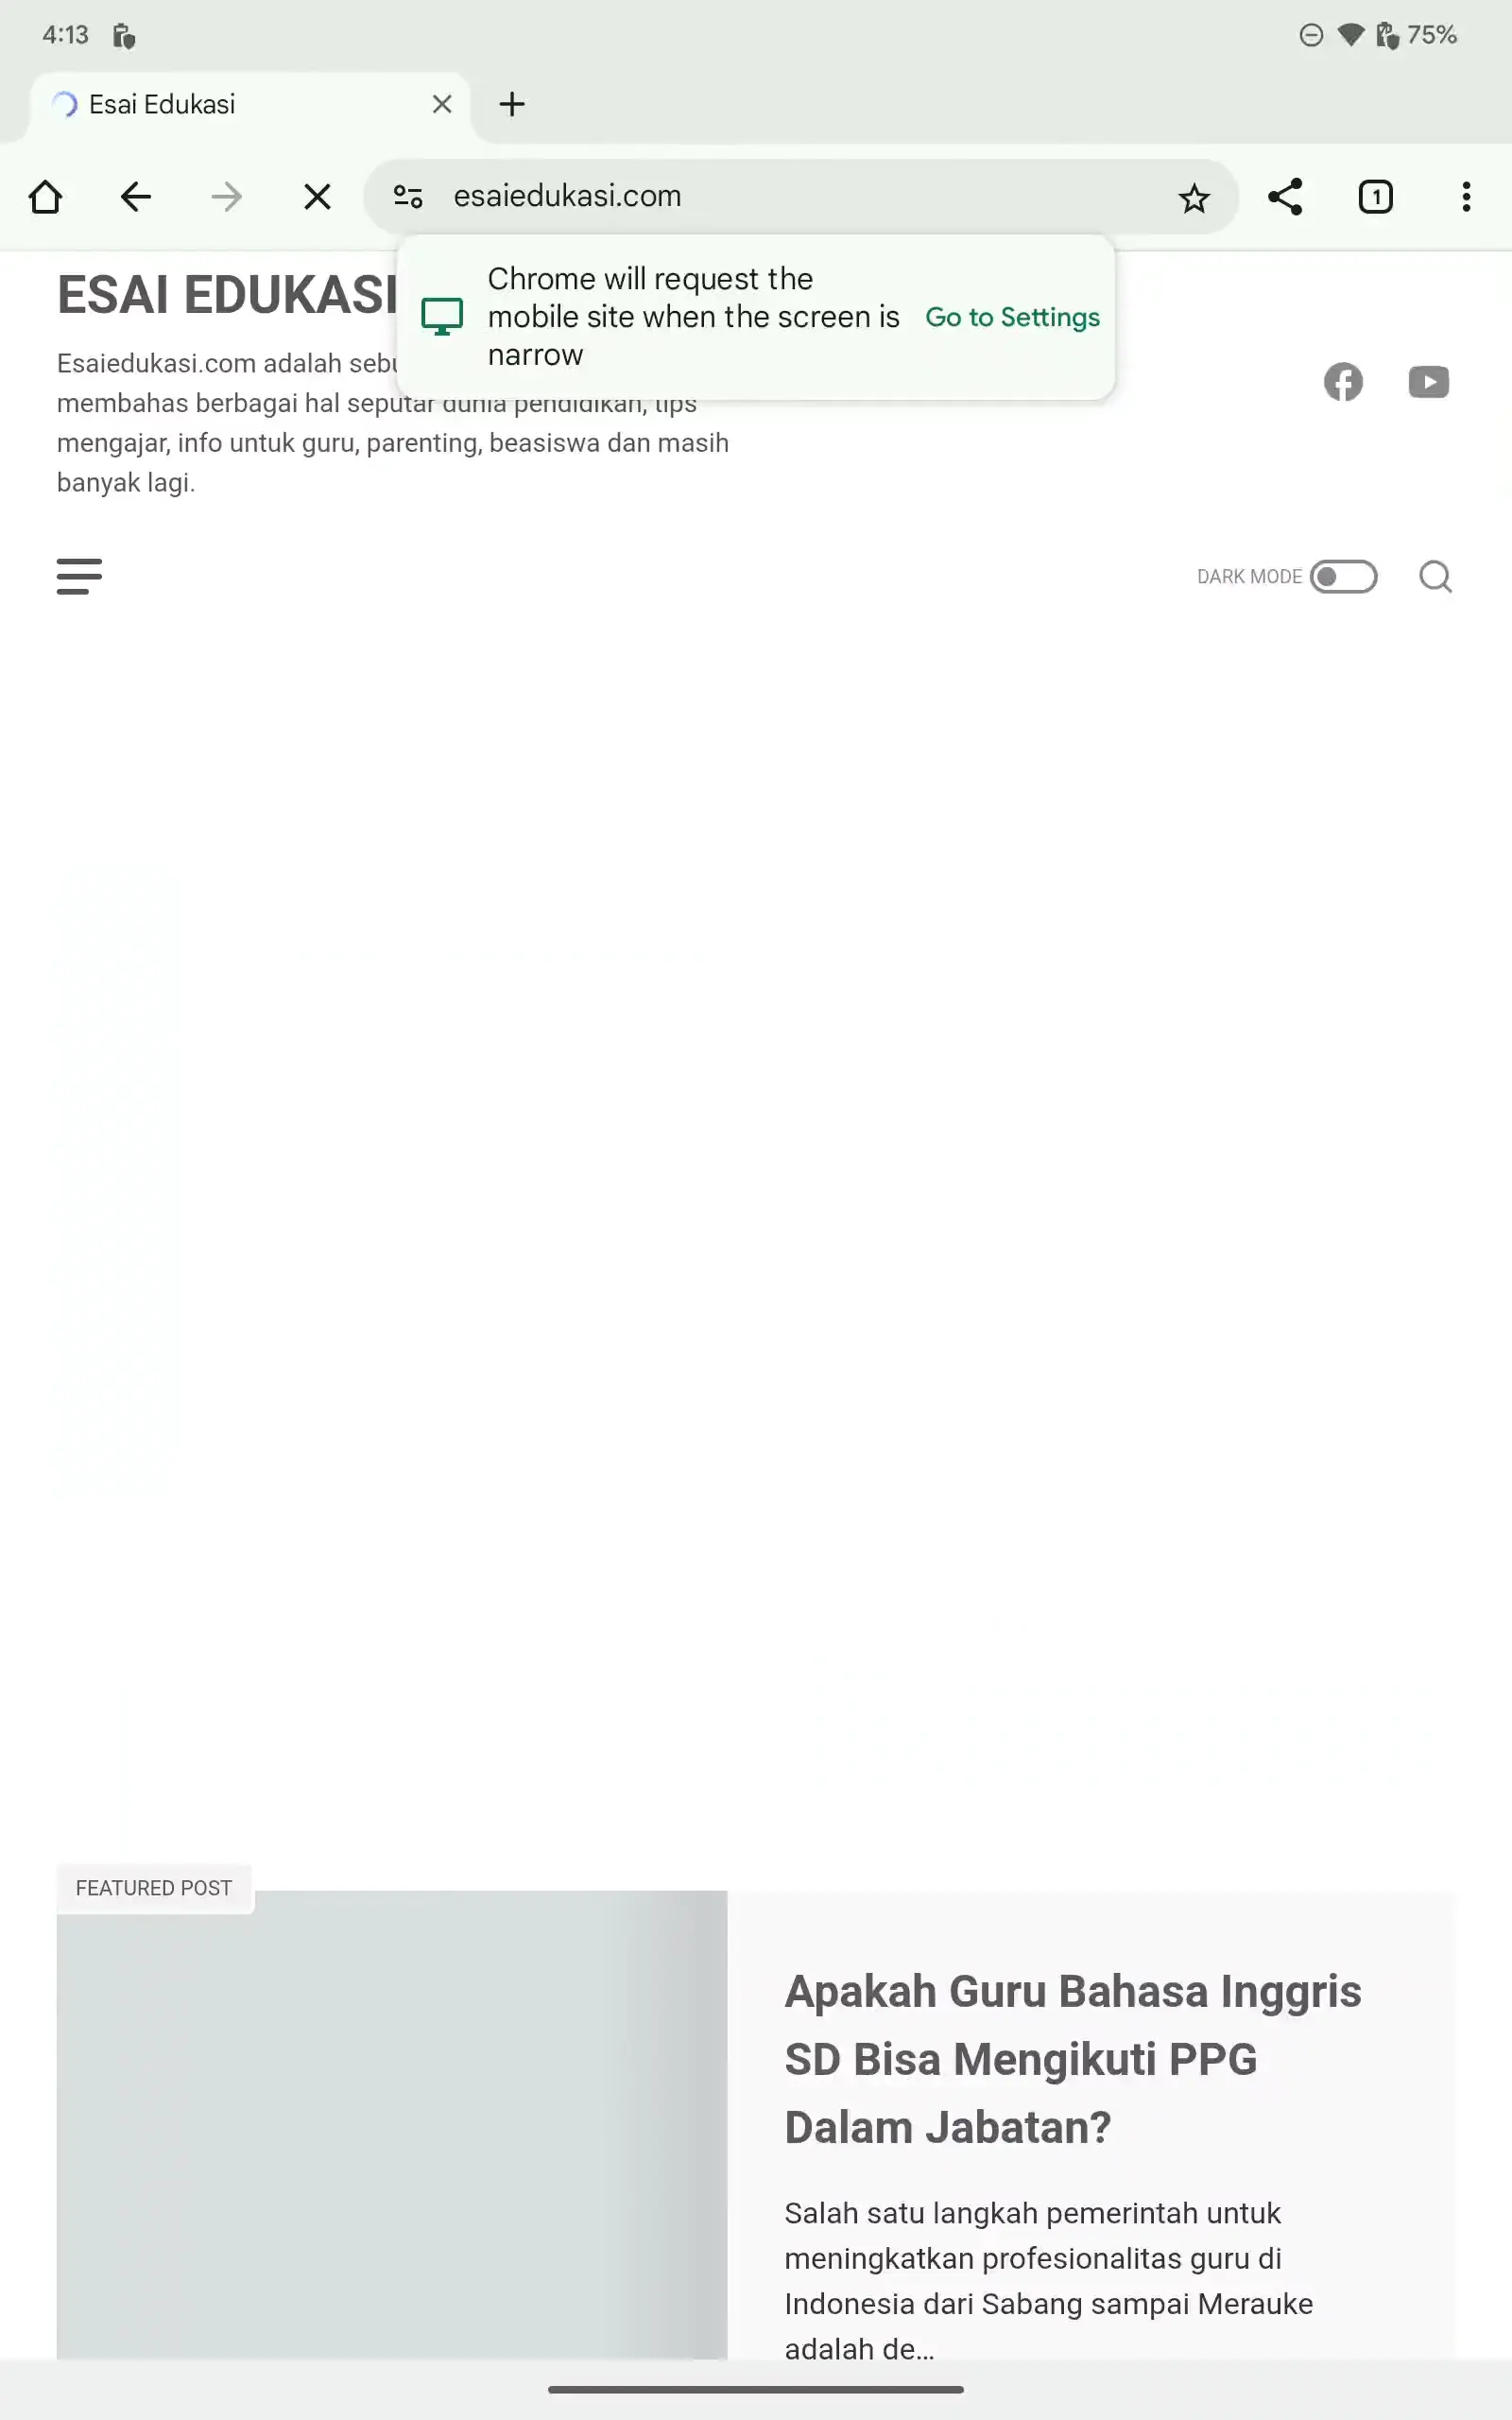 4:13
75%
Esai Edukasi
esaiedukasi.com
1
Chrome will request the
mobile site when the screen is
narrow
Go to Settings
ESAI EDUKASI
Esaiedukasi.com adalah
membahas berbagai hal seputar dunia pendidikan, tips
mengajar, info untuk guru, parenting, beasiswa dan masih
banyak lagi.
DARK MODE
FEATURED POST
Apakah Guru Bahasa Inggris
SD Bisa Mengikuti PPG
Dalam Jabatan?
Salah satu langkah pemerintah untuk
meningkatkan profesionalitas guru di
Indonesia dari Sabang sampai Merauke
adalah de...